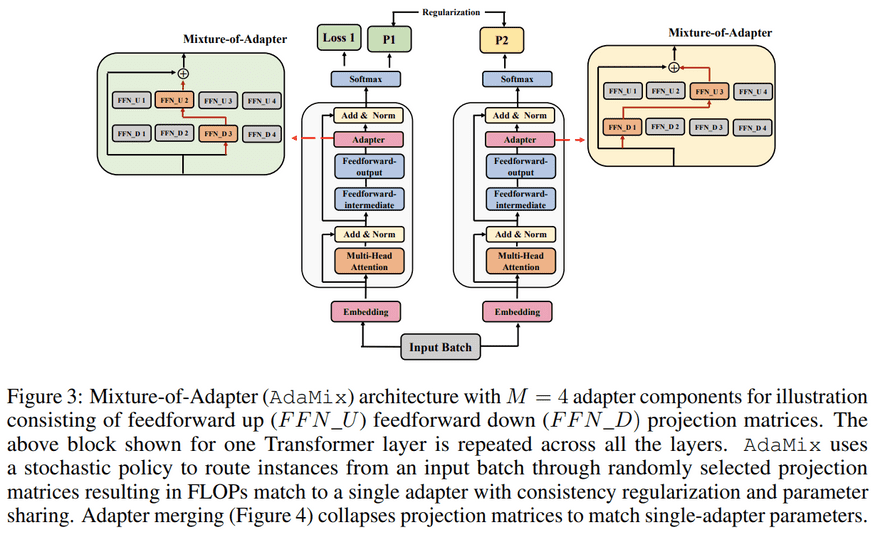 Regularization
Mixture-of-Adapter
Loss 1
P1
P2
Mixture-of-Adapter
Softmax
Softmax
FFN_U 1 FFN_U 2 FFN_U 3 FFN_U 4
FFN_D 1 FFN_D 2 FFN_D 3 FFN_D 4
Add & Norm
Adapter
Feedforward-
output
Feedforward-
intermediate
Add & Norm
Multi-Head
Attention
Embedding
Add & Norm
Adapter
Feedforward-
output
Feedforward-
intermediate
Add & Norm
Multi-Head
Attention
Embedding
FFN_U 1 FFN_U 2 FFN_U 3 FFN_U 4
FFN_D 1 FFN_D 2 FFN_D 3 FFN_D 4
Input Batch
Figure 3: Mixture-of-Adapter (AdaMix) architecture with M = 4 adapter components for illustration
consisting of feedforward up (FFN_U) feedforward down (FFN_D) projection matrices. The
above block shown for one Transformer layer is repeated across all the layers. AdaMix uses
a stochastic policy to route instances from an input batch through randomly selected projection
matrices resulting in FLOPs match to a single adapter with consistency regularization and parameter
sharing. Adapter merging (Figure 4) collapses projection matrices to match single-adapter parameters.